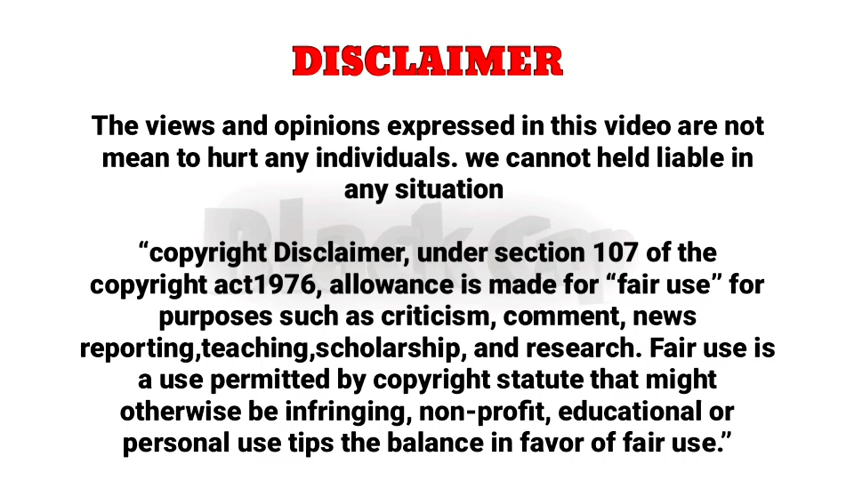 DISCLAIMER
The views and opinions expressed in this video are not
mean to hurt any individuals. we cannot held liable in
any situation
Black Cap
“copyright Disclaimer, under section 107 of the
copyright act1976, allowance is made for “fair use” for
purposes such as criticism, comment, news
reporting,teaching,scholarship, and research. Fair use is
a use permitted by copyright statute that might
otherwise be infringing, non-profit, educational or
personal use tips the balance in favor of fair use.”